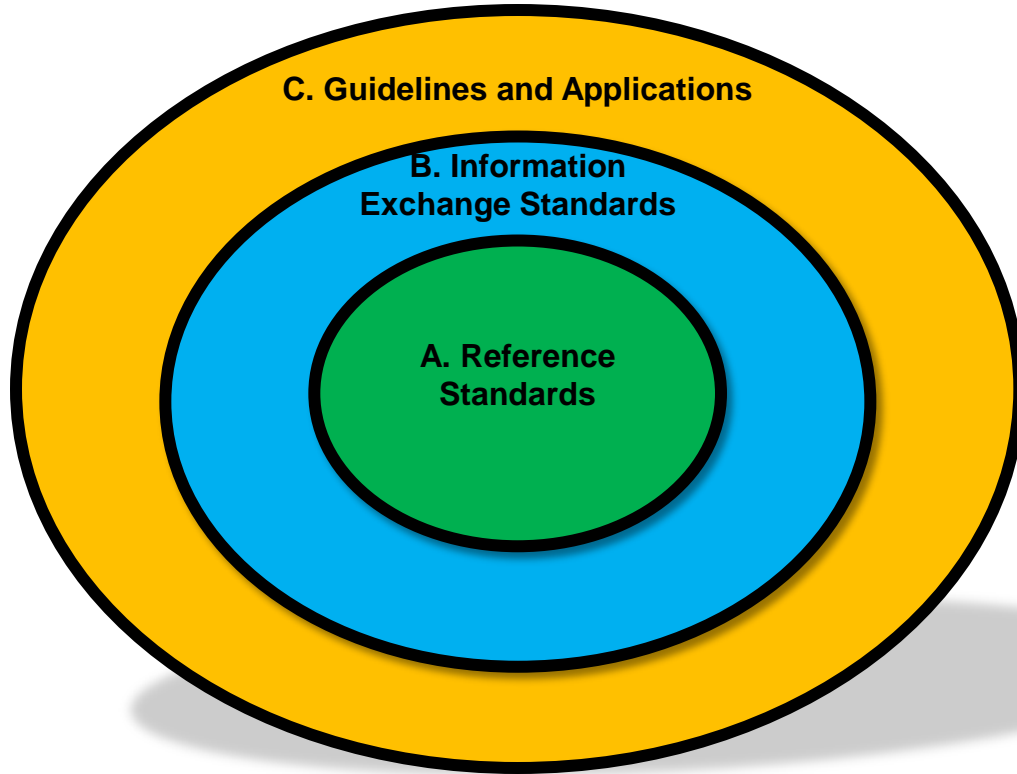 C. Guidelines and Applications
B. Information
Exchange Standards
A. Reference
Standards